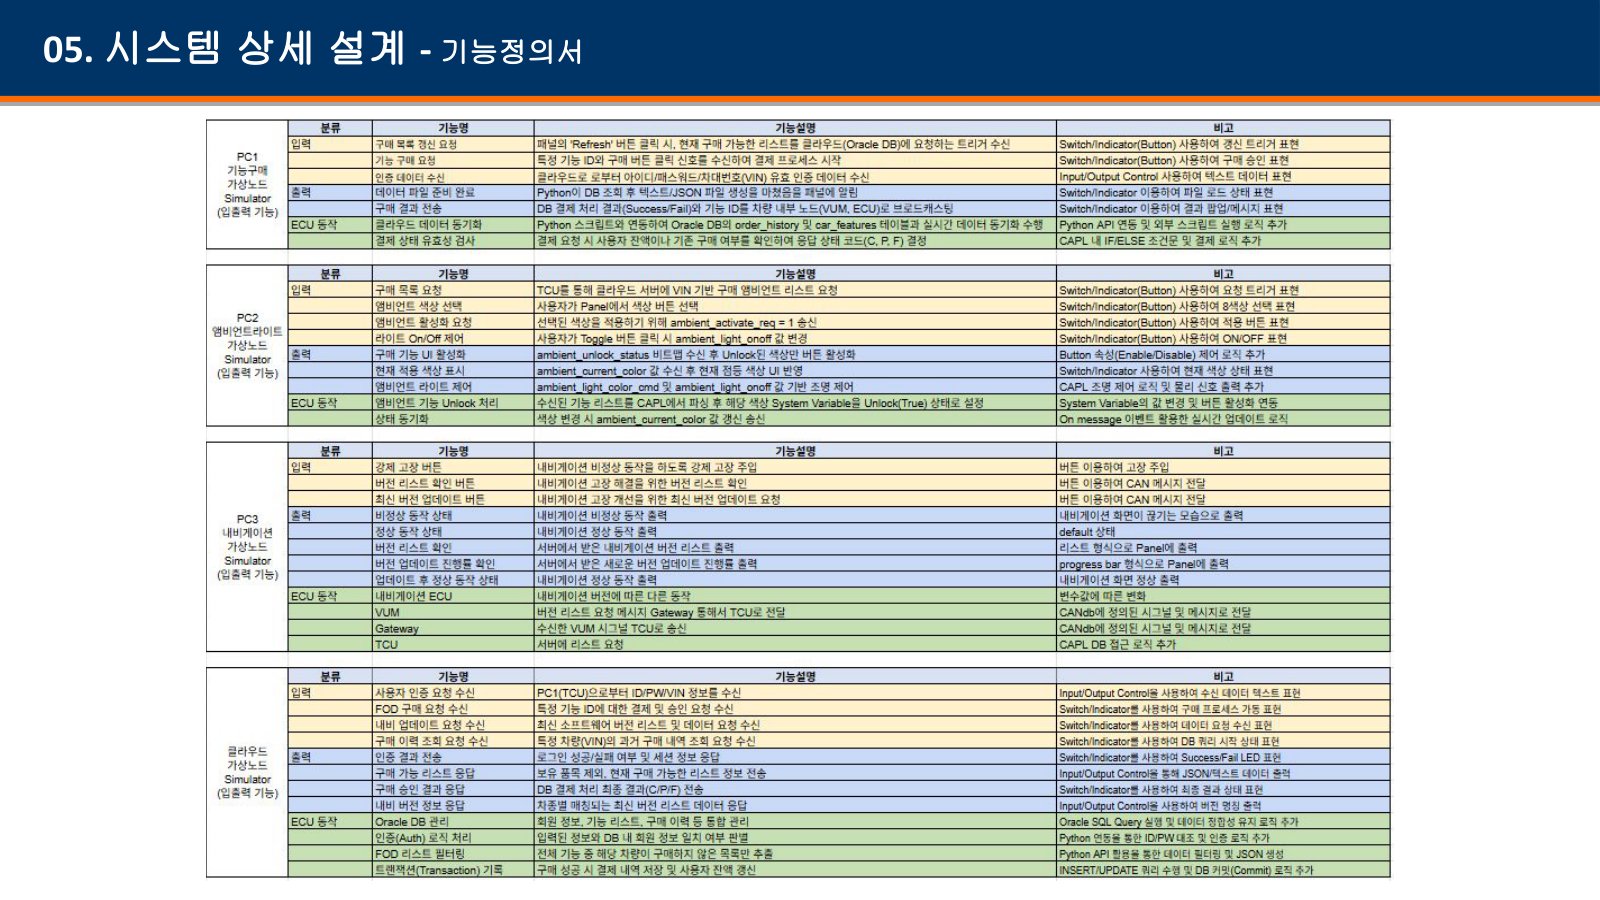 05. 시스템 상세 설계 - 기능정의서
PC1
기능구매
가상노드
Simulator
(입출력 기능)
분류 기능명 기능설명 비고
입력 구매 목록 갱신 요청 패널의 'Refresh' 버튼 클릭 시, 현재 구매 가능한 리스트를 클라우드(Oracle DB)에 요청하는 트리거 수신 Switch/Indicator(Button) 사용하여 갱신 트리거 표현
기능 구매 요청 특정 기능 ID와 구매 버튼 클릭 신호를 수신하여 결제 프로세스 시작 Switch/Indicator(Button) 사용하여 구매 승인 표현
인증 데이터 수신 클라우드로 로부터 아이디/패스워드/차대번호(VIN) 유효 인증 데이터 수신 Input/Output Control 사용하여 텍스트 데이터 표현
출력 데이터 파일 준비 완료 Python이 DB 조회 후 텍스트/JSON 파일 생성을 마쳤음을 패널에 알림 Switch/Indicator 이용하여 파일 로드 상태 표현
구매 결과 전송 DB 결제 처리 결과(Success/Fail)와 기능 ID를 차량 내부 노드(VUM, ECU)로 브로드캐스팅 Switch/Indicator 이용하여 결과 팝업/메시지 표현
ECU 동작 클라우드 데이터 동기화 Python 스크립트와 연동하여 Oracle DB의 order_history 및 car_features 테이블과 실시간 데이터 동기화 수행 Python API 연동 및 외부 스크립트 실행 로직 추가
결제 상태 유효성 검사 결제 요청 시 사용자 잔액이나 기존 구매 여부를 확인하여 응답 상태 코드(C, P, F) 결정 CAPL 내 IF/ELSE 조건문 및 결제 로직 추가
PC2
앰비언트라이트
가상노드
Simulator
(입출력 기능)
분류 기능명 기능설명 비고
입력 구매 목록 요청 TCU를 통해 클라우드 서버에 VIN 기반 구매 앰비언트 리스트 요청 Switch/Indicator(Button) 사용하여 요청 트리거 표현
앰비언트 색상 선택 사용자가 Panel에서 색상 버튼 선택 Switch/Indicator(Button) 사용하여 8색상 선택 표현
앰비언트 활성화 요청 선택된 색상을 적용하기 위해 ambient_activate_req = 1 송신 Switch/Indicator(Button) 사용하여 적용 버튼 표현
라이트 On/Off 제어 사용자가 Toggle 버튼 클릭 시 ambient_light_onoff 값 변경 Switch/Indicator(Button) 사용하여 ON/OFF 표현
출력 구매 기능 UI 활성화 ambient_unlock_status 비트맵 수신 후 Unlock된 색상만 버튼 활성화 Button 속성(Enable/Disable) 제어 로직 추가
현재 적용 색상 표시 ambient_current_color 값 수신 후 현재 점등 색상 UI 반영 Switch/Indicator 사용하여 현재 색상 상태 표현
앰비언트 라이트 제어 ambient_light_color_cmd 및 ambient_light_onoff 값 기반 조명 제어 CAPL 조명 제어 로직 및 물리 신호 출력 추가
ECU 동작 앰비언트 기능 Unlock 처리 수신된 기능 리스트를 CAPL에서 파싱 후 해당 색상 System Variable을 Unlock(True) 상태로 설정 System Variable의 값 변경 및 버튼 활성화 연동
상태 동기화 색상 변경 시 ambient_current_color 값 갱신 송신 On message 이벤트 활용한 실시간 업데이트 로직
PC3
내비게이션
가상노드
Simulator
(입출력 기능)
분류 기능명 기능설명 비고
입력 강제 고장 버튼 내비게이션 비정상 동작을 하도록 강제 고장 주입 버튼 이용하여 고장 주입
버전 리스트 확인 버튼 내비게이션 고장 해결을 위한 버전 리스트 확인 버튼 이용하여 CAN 메시지 전달
최신 버전 업데이트 버튼 내비게이션 고장 개선을 위한 최신 버전 업데이트 요청 버튼 이용하여 CAN 메시지 전달
출력 비정상 동작 상태 내비게이션 비정상 동작 출력 내비게이션 화면이 끊기는 모습으로 출력
정상 동작 상태 내비게이션 정상 동작 출력 default 상태
버전 리스트 확인 서버에서 받은 내비게이션 버전 리스트 출력 리스트 형식으로 Panel에 출력
버전 업데이트 진행률 확인 서버에서 받은 새로운 버전 업데이트 진행률 출력 progress bar 형식으로 Panel에 출력
업데이트 후 정상 동작 상태 내비게이션 정상 동작 출력 내비게이션 화면 정상 출력
ECU 동작 내비게이션 ECU 내비게이션 버전에 따른 다른 동작 변수값에 따른 변화
VUM 버전 리스트 요청 메시지 Gateway 통해서 TCU로 전달 CANdb에 정의된 시그널 및 메시지로 전달
Gateway 수신한 VUM 시그널 TCU로 송신 CANdb에 정의된 시그널 및 메시지로 전달
TCU 서버에 리스트 요청 CAPL DB 접근 로직 추가
클라우드
가상노드
Simulator
(입출력 기능)
분류 기능명 기능설명 비고
입력 사용자 인증 요청 수신 PC1(TCU)으로부터 ID/PW/VIN 정보를 수신 Input/Output Control을 사용하여 수신 데이터 텍스트 표현
FOD 구매 요청 수신 특정 기능 ID에 대한 결제 및 승인 요청 수신 Switch/Indicator를 사용하여 구매 프로세스 가동 표현
내비 업데이트 요청 수신 최신 소프트웨어 버전 리스트 및 데이터 요청 수신 Switch/Indicator를 사용하여 데이터 요청 수신 표현
구매 이력 조회 요청 수신 특정 차량(VIN)의 과거 구매 내역 조회 요청 수신 Switch/Indicator를 사용하여 DB 쿼리 시작 상태 표현
출력 인증 결과 전송 로그인 성공/실패 여부 및 세션 정보 응답 Switch/Indicator를 사용하여 Success/Fail LED 표현
구매 가능 리스트 응답 보유 품목 제외, 현재 구매 가능한 리스트 정보 전송 Input/Output Control을 통해 JSON/텍스트 데이터 출력
구매 승인 결과 응답 DB 결제 처리 최종 결과(C/P/F) 전송 Switch/Indicator를 사용하여 최종 결과 상태 표현
내비 버전 정보 응답 차종별 매칭되는 최신 버전 리스트 데이터 응답 Input/Output Control을 사용하여 버전 명칭 출력
ECU 동작 Oracle DB 관리 회원 정보, 기능 리스트, 구매 이력 등 통합 관리 Oracle SQL Query 실행 및 데이터 정합성 유지 로직 추가
인증(Auth) 로직 처리 입력된 정보와 DB 내 회원 정보 일치 여부 판별 Python 연동을 통한 ID/PW 대조 및 인증 로직 추가
FOD 리스트 필터링 전체 기능 중 해당 차량이 구매하지 않은 목록만 추출 Python API 활용을 통한 데이터 필터링 및 JSON 생성
트랜잭션(Transaction) 기록 구매 성공 시 결제 내역 저장 및 사용자 잔액 갱신 INSERT/UPDATE 쿼리 수행 및 DB 커밋(Commit) 로직 추가